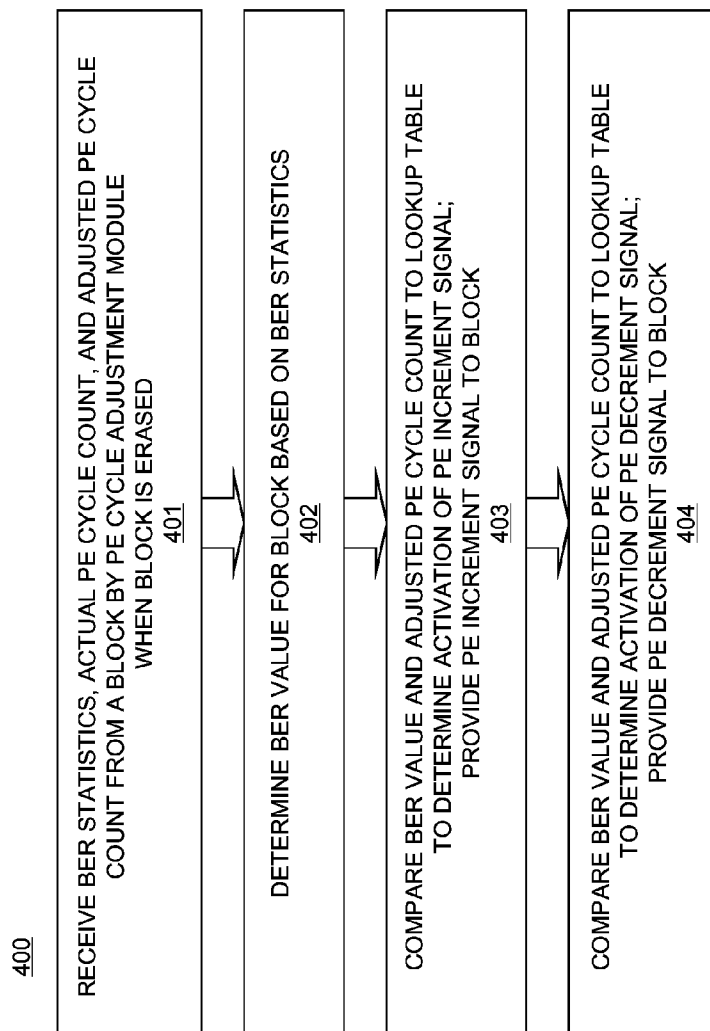 400
RECEIVE BER STATISTICS, ACTUAL PE CYCLE COUNT, AND ADJUSTED PE CYCLE
COUNT FROM A BLOCK BY PE CYCLE ADJUSTMENT MODULE
WHEN BLOCK IS ERASED
401
DETERMINE BER VALUE FOR BLOCK BASED ON BER STATISTICS
402
COMPARE BER VALUE AND ADJUSTED PE CYCLE COUNT TO LOOKUP TABLE
TO DETERMINE ACTIVATION OF PE INCREMENT SIGNAL;
PROVIDE PE INCREMENT SIGNAL TO BLOCK
403
COMPARE BER VALUE AND ADJUSTED PE CYCLE COUNT TO LOOKUP TABLE
TO DETERMINE ACTIVATION OF PE DECREMENT SIGNAL;
PROVIDE PE DECREMENT SIGNAL TO BLOCK
404